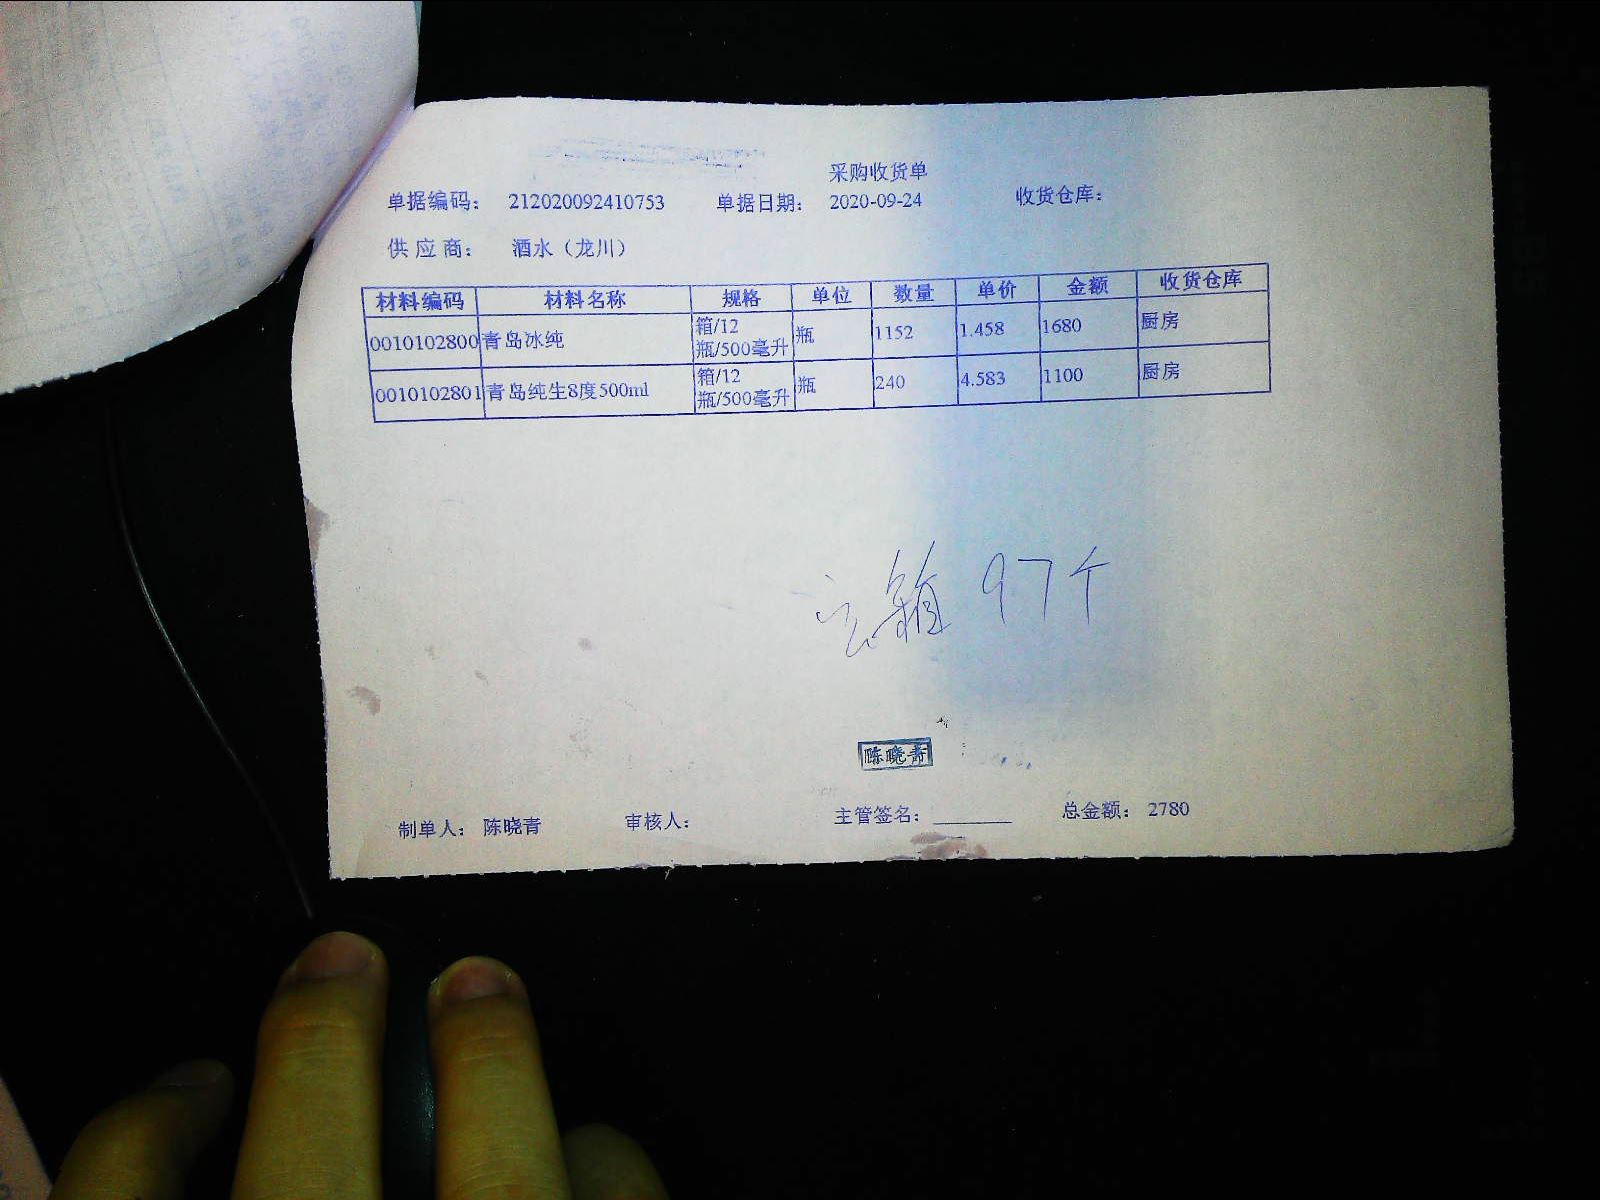 采购收货单
单据编码： 212020092410753 单据日期： 2020-09-24 收货仓库：
供 应 商： 酒水（龙川）
材料编码 材料名称 规格 单位 数量 单价 金额 收货仓库
0010102800 青岛冰纯 箱/12瓶/500毫升 瓶 1152 1.458 1680 厨房
0010102801 青岛纯生8度500ml 箱/12瓶/500毫升 瓶 240 4.583 1100 厨房
空箱 97个
陈晓青
制单人： 陈晓青 审核人： 主管签名： 总金额： 2780